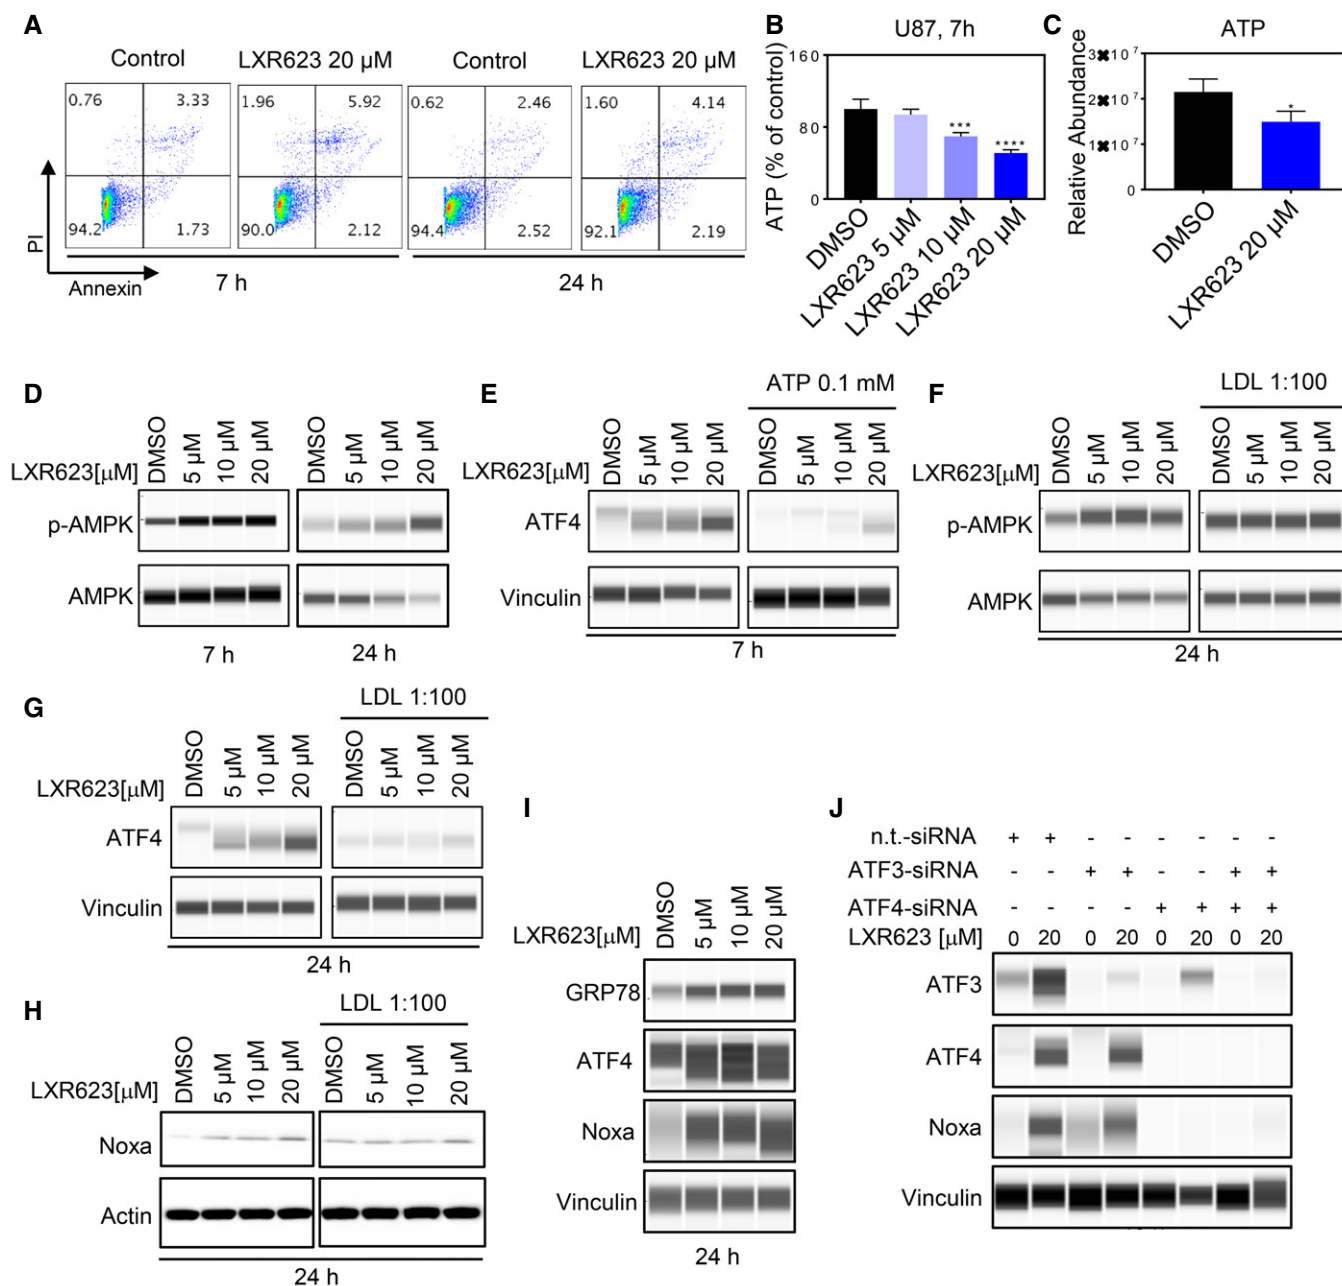 A
Control
LXR623 20 µM
Control
LXR623 20 µM
0.76
3.33
1.96
5.92
0.62
2.46
1.60
4.14
94.2
1.73
90.0
2.12
94.4
2.52
92.1
2.19
PI
Annexin
7 h
24 h
B
U87, 7h
ATP (% of control)
160
80
0
***
****
DMSO
LXR623 5 µM
LXR623 10 µM
LXR623 20 µM
C
ATP
Relative Abundance
3✖10⁷
2✖10⁷
1✖10⁷
0
*
DMSO
LXR623 20 µM
D
LXR623[µM]
DMSO
5 µM
10 µM
20 µM
DMSO
5 µM
10 µM
20 µM
p-AMPK
AMPK
7 h
24 h
E
ATP 0.1 mM
LXR623[µM]
DMSO
5 µM
10 µM
20 µM
DMSO
5 µM
10 µM
20 µM
ATF4
Vinculin
7 h
F
LDL 1:100
LXR623[µM]
DMSO
5 µM
10 µM
20 µM
DMSO
5 µM
10 µM
20 µM
p-AMPK
AMPK
24 h
G
LDL 1:100
LXR623[µM]
DMSO
5 µM
10 µM
20 µM
DMSO
5 µM
10 µM
20 µM
ATF4
Vinculin
24 h
H
LDL 1:100
LXR623[µM]
DMSO
5 µM
10 µM
20 µM
DMSO
5 µM
10 µM
20 µM
Noxa
Actin
24 h
I
LXR623[µM]
DMSO
5 µM
10 µM
20 µM
GRP78
ATF4
Noxa
Vinculin
24 h
J
n.t.-siRNA + + - - - - - -
ATF3-siRNA - - + + - - + +
ATF4-siRNA - - - - + + + +
LXR623 [µM] 0 20 0 20 0 20 0 20
ATF3
ATF4
Noxa
Vinculin